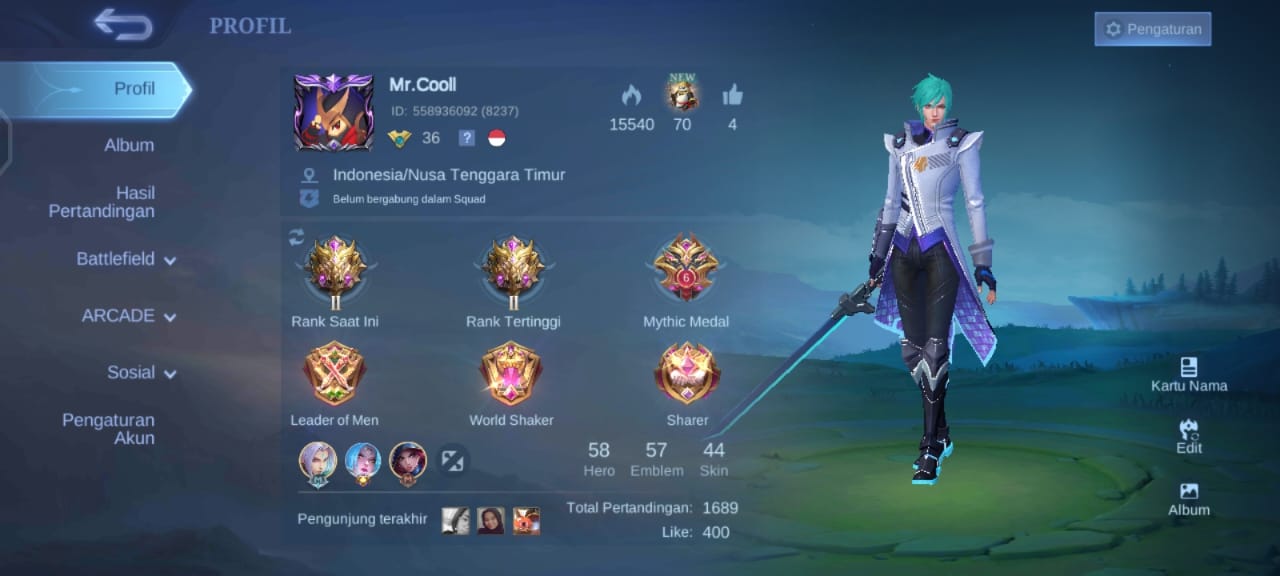 PROFIL
Pengaturan
Profil
Album
Hasil
Pertandingan
Battlefield
ARCADE
Sosial
Pengaturan
Akun
Mr.Cooll
ID: 558936092 (8237)
36
?
NEW
15540
70
4
Indonesia/Nusa Tenggara Timur
Belum bergabung dalam Squad
II
II
6
Rank Saat Ini
Rank Tertinggi
Mythic Medal
Leader of Men
World Shaker
Sharer
58
57
44
Hero
Emblem
Skin
Pengunjung terakhir
Total Pertandingan: 1689
Like: 400
Kartu Nama
Edit
Album